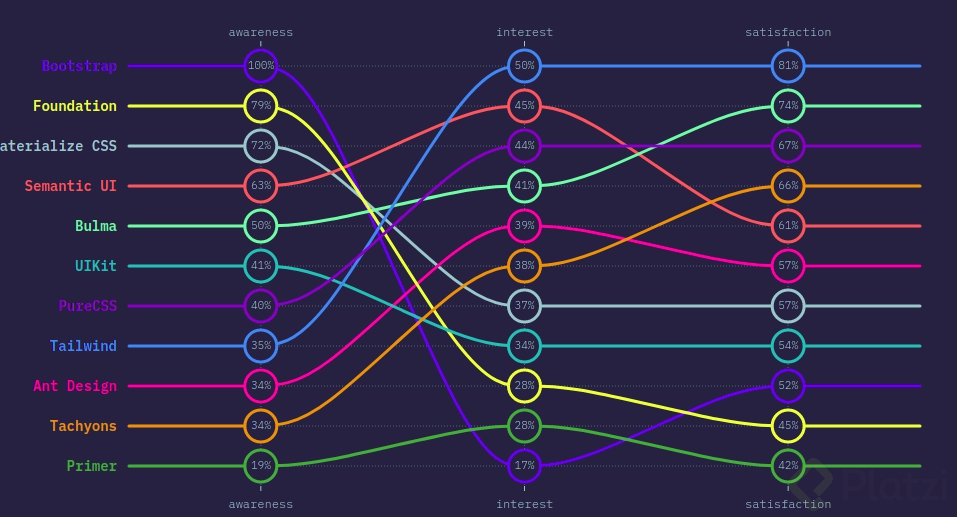 awareness interest satisfaction
Bootstrap 100% 50% 81%
Foundation 79% 45% 74%
aterialize CSS 72% 44% 67%
Semantic UI 63% 41% 66%
Bulma 50% 39% 61%
UIKit 41% 38% 57%
PureCSS 40% 37% 57%
Tailwind 35% 34% 54%
Ant Design 34% 28% 52%
Tachyons 34% 28% 45%
Primer 19% 17% 42%
Platzi
awareness interest satisfaction